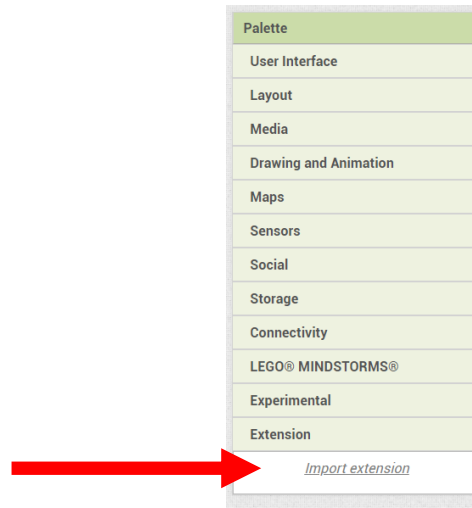 Palette
User Interface
Layout
Media
Drawing and Animation
Maps
Sensors
Social
Storage
Connectivity
LEGO® MINDSTORMS®
Experimental
Extension
Import extension